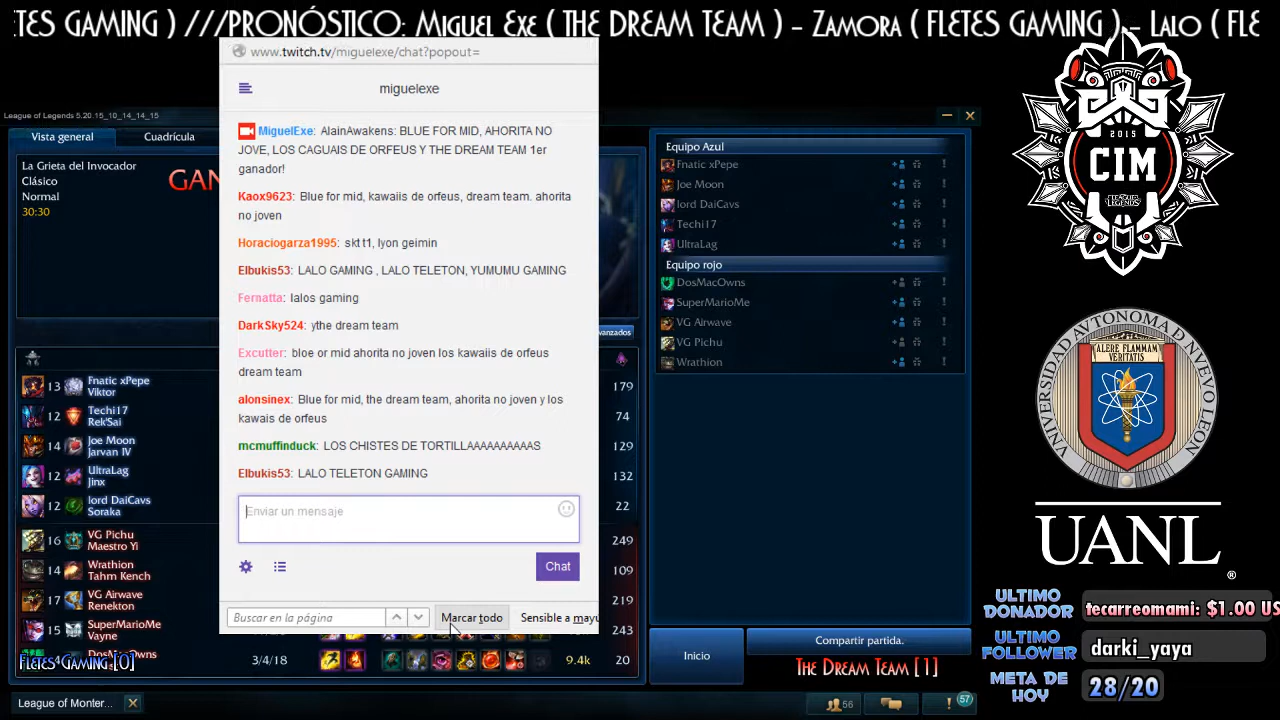 ETES GAMING ) ///PRONÓSTICO: MIGUEL EXE ( THE DREAM TEAM ) - ZAMORA ( FLETES GAMING ) - LALO ( FLE
www.twitch.tv/miguelexe/chat?popout=
miguelexe
MiguelExe: AlainAwakens: BLUE FOR MID, AHORITA NO
JOVE, LOS CAGUAIS DE ORFEUS Y THE DREAM TEAM 1er
ganador!
Kaox9623: Blue for mid, kawaiis de orfeus, dream team. ahorita
no joven
Horaciogarza1995: skt t1, lyon geimin
Elbukis53: LALO GAMING , LALO TELETON, YUMUMU GAMING
Fernatta: lalos gaming
DarkSky524: ythe dream team
Excutter: bloe or mid ahorita no joven los kawaiis de orfeus
dream team
alonsinex: Blue for mid, the dream team, ahorita no joven y los
kawais de orfeus
mcmuffinduck: LOS CHISTES DE TORTILLAAAAAAAAAS
Elbukis53: LALO TELETON GAMING
Enviar un mensaje
Chat
Buscar en la página
Marcar todo
Sensible a mayú
League of Legends 5.20.15_10_14_14_15
Vista general
Cuadrícula
La Grieta del Invocador
Clásico
Normal
30:30
GAN
avanzados
13 Fnatic xPepe 179
Viktor
12 Techi17 74
Rek'Sai
14 Joe Moon 129
Jarvan IV
12 UltraLag 132
Jinx
12 lord DaiCavs 22
Soraka
16 VG Pichu 249
Maestro Yi
14 Wrathion 109
Tahm Kench
17 VG Airwave 219
Renekton
15 SuperMarioMe 243
Vayne
DosMacOwns 3/4/18 9.4k 20
FLETES GAMING [0]
Equipo Azul
Fnatic xPepe
Joe Moon
lord DaiCavs
Techi17
UltraLag
Equipo rojo
DosMacOwns
SuperMarioMe
VG Airwave
VG Pichu
Wrathion
Inicio
Compartir partida.
THE DREAM TEAM [1]
League of Monter...
56
57
2015
CIM
LEAGUE LEGENDS
UNIVERSIDAD AUTONOMA DE NUEVO LEON
ALERE FLAMMAM
VERITATIS
UANL
®
ULTIMO
DONADOR
tecarreomami: $1.00 US
ULTIMO
FOLLOWER
darki_yaya
META DE
HOY
28/20